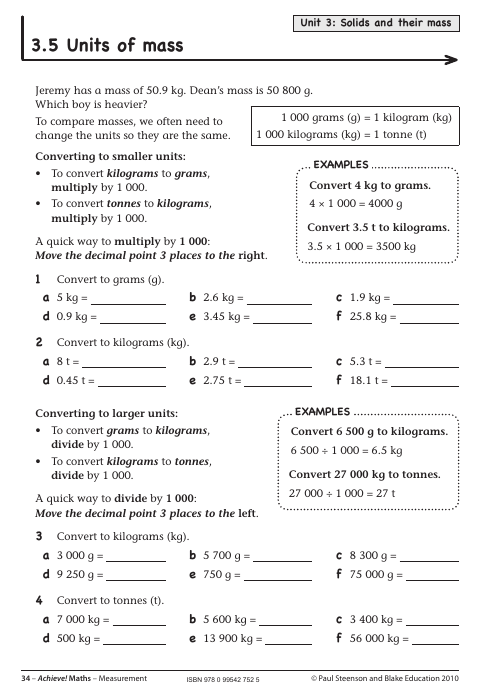 Unit 3: Solids and their mass
3.5 Units of mass
Jeremy has a mass of 50.9 kg. Dean's mass is 50 800 g.
Which boy is heavier?
To compare masses, we often need to
change the units so they are the same.
1 000 grams (g) = 1 kilogram (kg)
1 000 kilograms (kg) = 1 tonne (t)
Converting to smaller units:
• To convert kilograms to grams,
multiply by 1 000.
• To convert tonnes to kilograms,
multiply by 1 000.
A quick way to multiply by 1 000:
Move the decimal point 3 places to the right.
EXAMPLES
Convert 4 kg to grams.
4 × 1 000 = 4000 g
Convert 3.5 t to kilograms.
3.5 × 1 000 = 3500 kg
1 Convert to grams (g).
a 5 kg = b 2.6 kg = c 1.9 kg =
d 0.9 kg = e 3.45 kg = f 25.8 kg =
2 Convert to kilograms (kg).
a 8 t = b 2.9 t = c 5.3 t =
d 0.45 t = e 2.75 t = f 18.1 t =
Converting to larger units:
• To convert grams to kilograms,
divide by 1 000.
• To convert kilograms to tonnes,
divide by 1 000.
A quick way to divide by 1 000:
Move the decimal point 3 places to the left.
EXAMPLES
Convert 6 500 g to kilograms.
6 500 ÷ 1 000 = 6.5 kg
Convert 27 000 kg to tonnes.
27 000 ÷ 1 000 = 27 t
3 Convert to kilograms (kg).
a 3 000 g = b 5 700 g = c 8 300 g =
d 9 250 g = e 750 g = f 75 000 g =
4 Convert to tonnes (t).
a 7 000 kg = b 5 600 kg = c 3 400 kg =
d 500 kg = e 13 900 kg = f 56 000 kg =
34 – Achieve! Maths – Measurement ISBN 978 0 99542 752 5 © Paul Steenson and Blake Education 2010